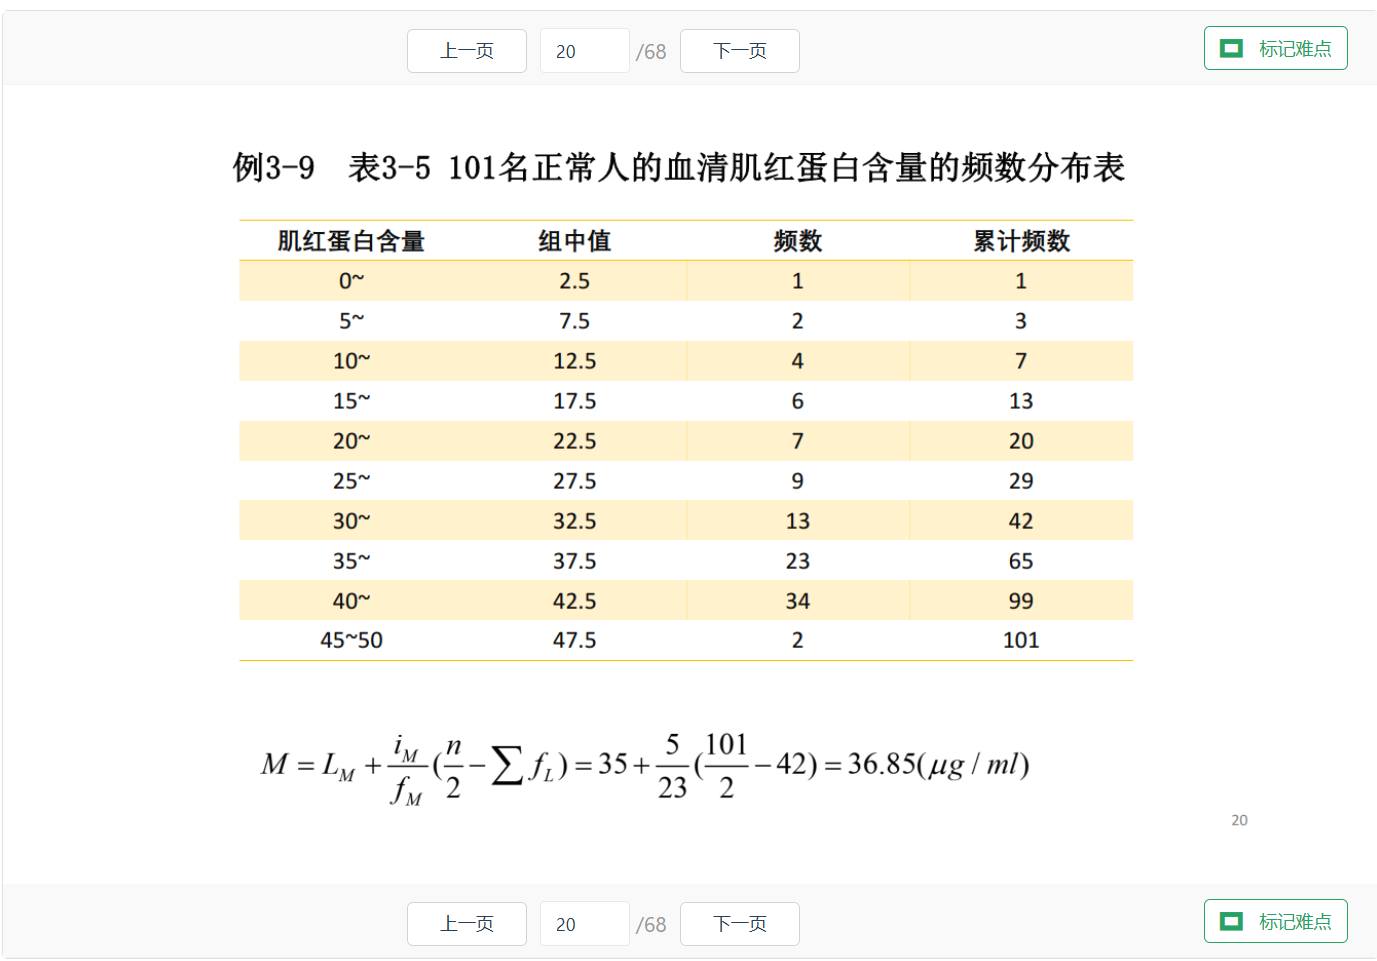 上一页 20 /68 下一页 标记难点
例3-9 表3-5 101名正常人的血清肌红蛋白含量的频数分布表
肌红蛋白含量 组中值 频数 累计频数
0~ 2.5 1 1
5~ 7.5 2 3
10~ 12.5 4 7
15~ 17.5 6 13
20~ 22.5 7 20
25~ 27.5 9 29
30~ 32.5 13 42
35~ 37.5 23 65
40~ 42.5 34 99
45~50 47.5 2 101
M = L_M + i_M/f_M (n/2 − ∑ f_L) = 35 + 5/23 (101/2 − 42) = 36.85(μg / ml)
20
上一页 20 /68 下一页 标记难点